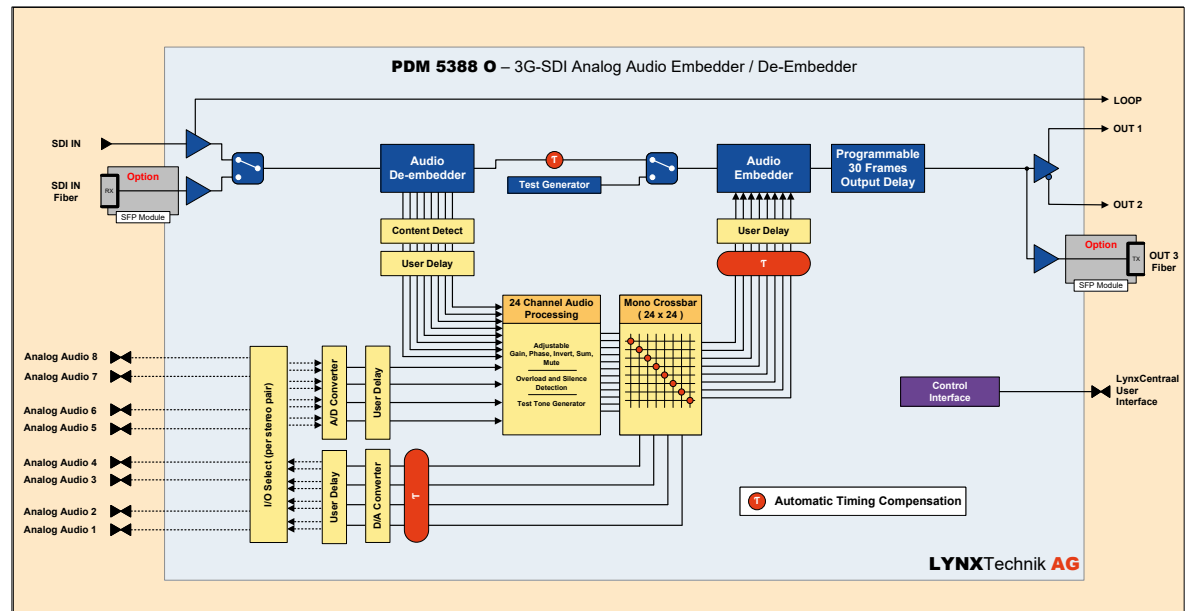 PDM 5388 O – 3G-SDI Analog Audio Embedder / De-Embedder
LOOP
OUT 1
SDI IN
Audio
De-embedder
τ
Test Generator
Audio
Embedder
Programmable
30 Frames
Output Delay
SDI IN
Fiber
Option
RX
SFP Module
OUT 2
Content Detect
User Delay
User Delay
τ
Option
TX
OUT 3
Fiber
SFP Module
24 Channel Audio
Processing
Mono Crossbar
( 24 x 24 )
Adjustable
Gain, Phase, Invert, Sum,
Mute
Overload and Silence
Detection
Test Tone Generator
Analog Audio 8
Analog Audio 7
Analog Audio 6
Analog Audio 5
Analog Audio 4
Analog Audio 3
Analog Audio 2
Analog Audio 1
I/O Select (per stereo pair)
A/D Converter
User Delay
User Delay
D/A Converter
τ
Control
Interface
LynxCentraal
User
Interface
τ Automatic Timing Compensation
LYNXTechnik AG